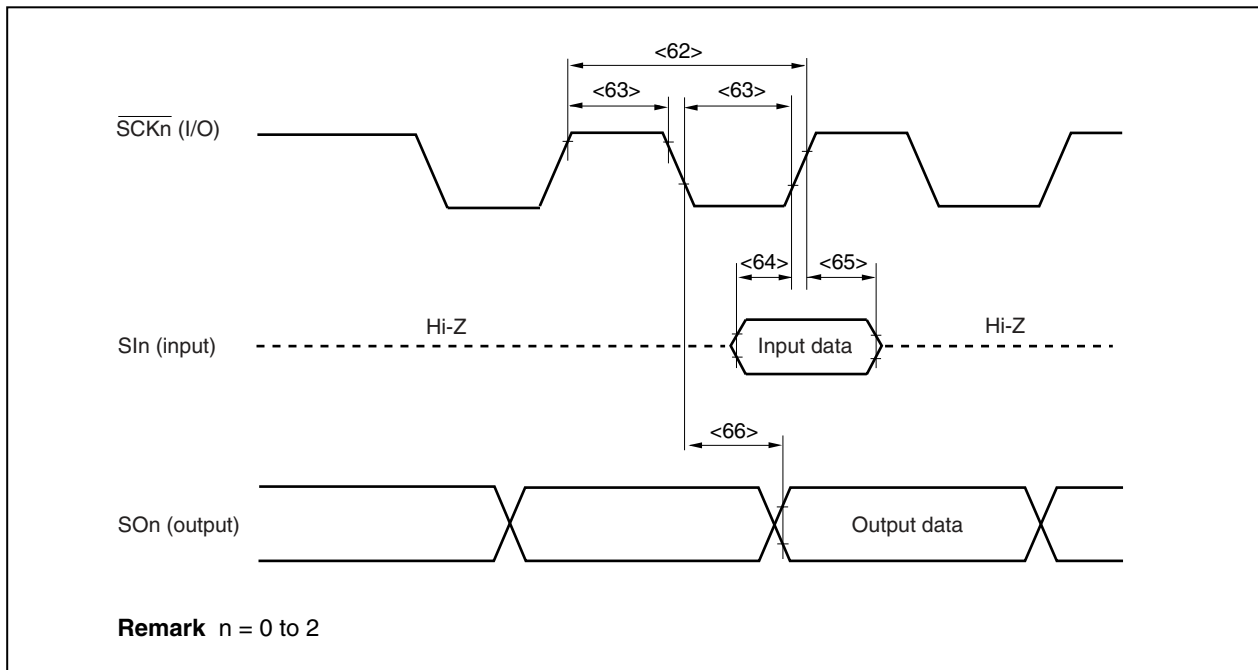 <62>
<63> <63>
S̅C̅K̅n̅ (I/O)
<64> <65>
Hi-Z Hi-Z
SIn (input) Input data
<66>
SOn (output) Output data
Remark n = 0 to 2